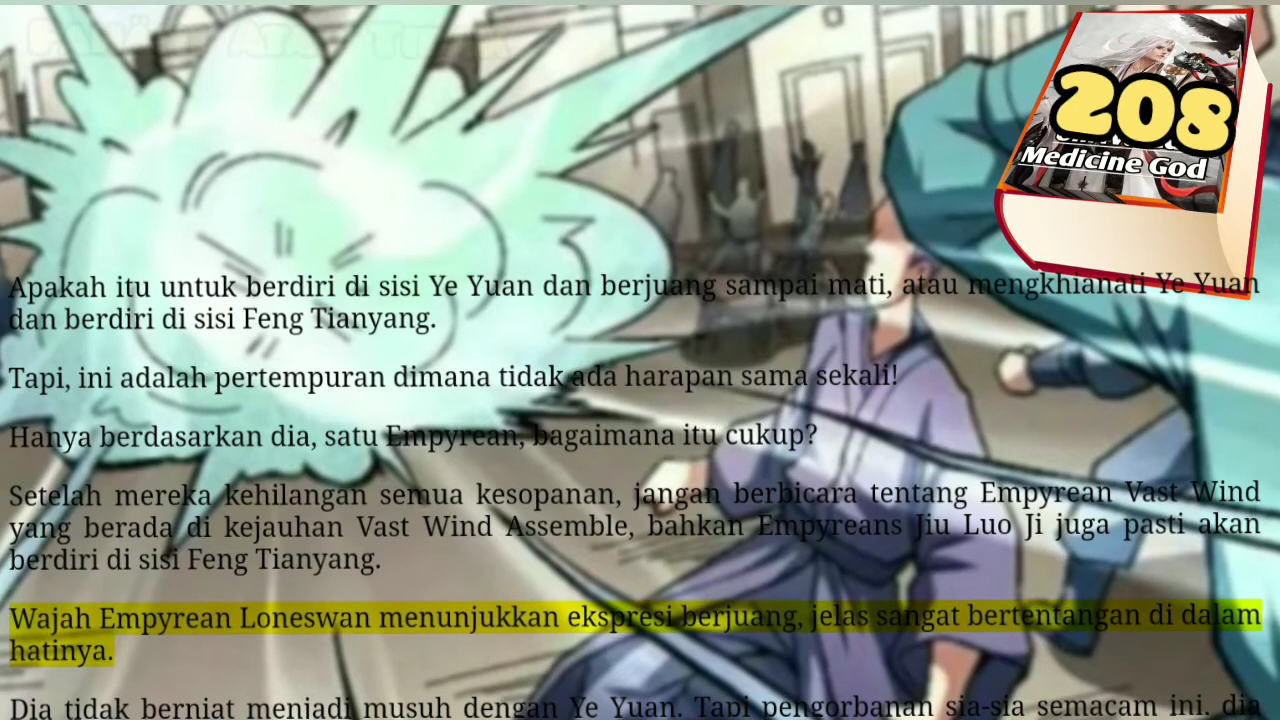 208
Medicine God
Apakah itu untuk berdiri di sisi Ye Yuan dan berjuang sampai mati, atau mengkhianati Ye Yuan
dan berdiri di sisi Feng Tianyang.
Tapi, ini adalah pertempuran dimana tidak ada harapan sama sekali!
Hanya berdasarkan dia, satu Empyrean, bagaimana itu cukup?
Setelah mereka kehilangan semua kesopanan, jangan berbicara tentang Empyrean Vast Wind
yang berada di kejauhan Vast Wind Assemble, bahkan Empyreans Jiu Luo Ji juga pasti akan
berdiri di sisi Feng Tianyang.
Wajah Empyrean Loneswan menunjukkan ekspresi berjuang, jelas sangat bertentangan di dalam
hatinya.
Dia tidak berniat menjadi musuh dengan Ye Yuan. Tapi pengorbanan sia-sia semacam ini, dia